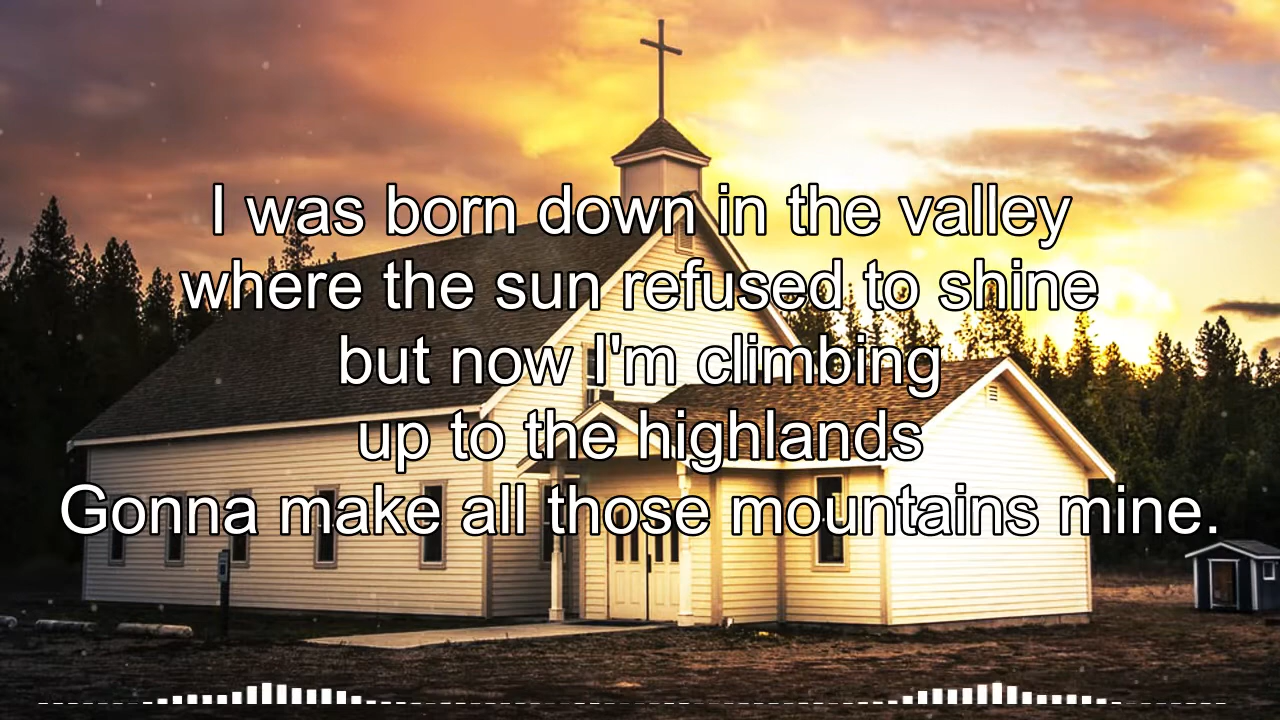 I was born down in the valley
where the sun refused to shine
but now I'm climbing
up to the highlands
Gonna make all those mountains mine.